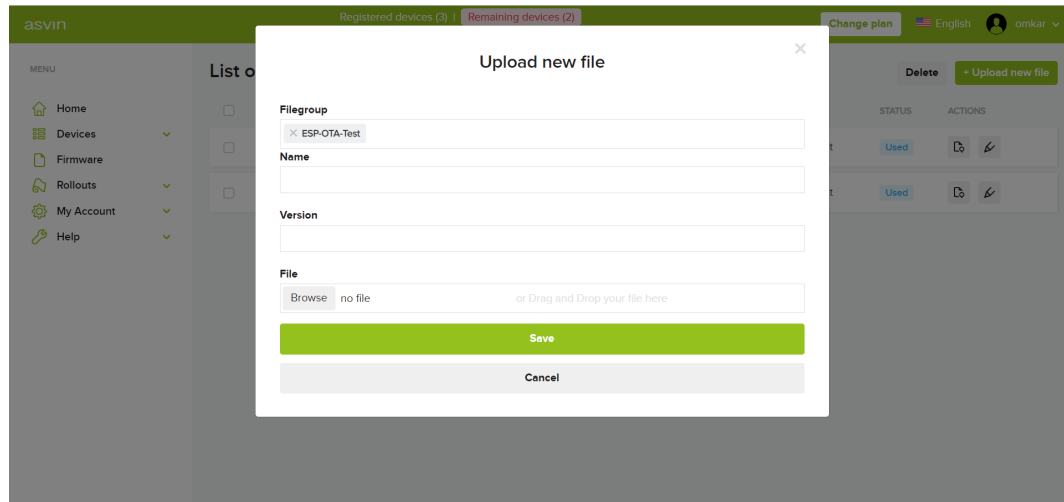 asvin
Registered devices (3) | Remaining devices (2)
Change plan
English
omkar
MENU
Home
Devices
Firmware
Rollouts
My Account
Help
List o
Delete
+ Upload new file
STATUS
ACTIONS
t
Used
t
Used
Upload new file
×
Filegroup
× ESP-OTA-Test
Name
Version
File
Browse no file or Drag and Drop your file here
Save
Cancel